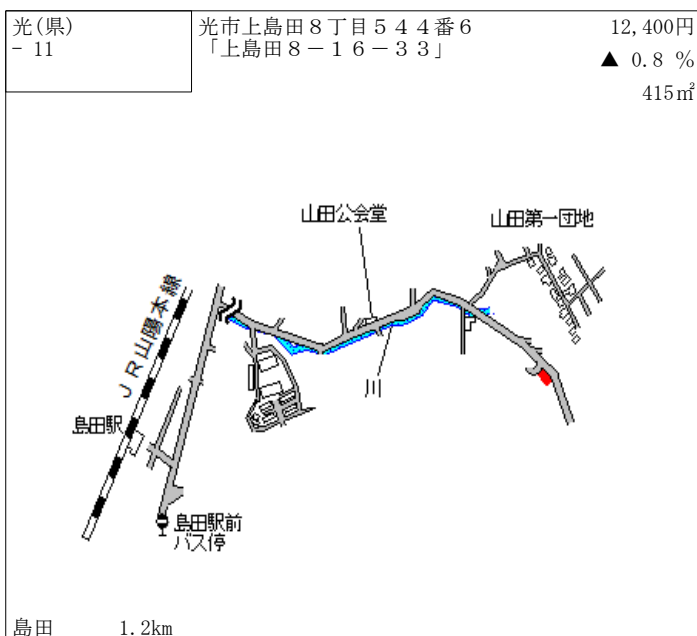 光(県)
- 11
光市上島田８丁目５４４番６
「上島田８－１６－３３」
12,400円
▲ 0.8 %
415㎡
山田公会堂
山田第一団地
ＪＲ山陽本線
川
島田駅
島田駅前
バス停
島田 1.2km